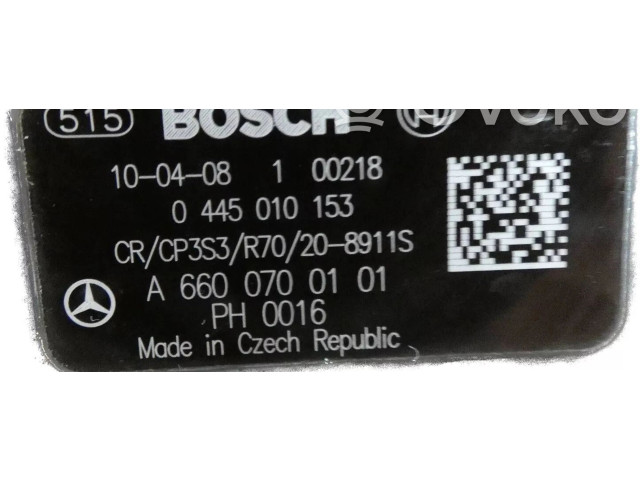 515 BOSCH
10-04-08 1 00218
0 445 010 153
CR/CP3S3/R70/20-8911S
A 660 070 01 01
PH 0016
Made in Czech Republic